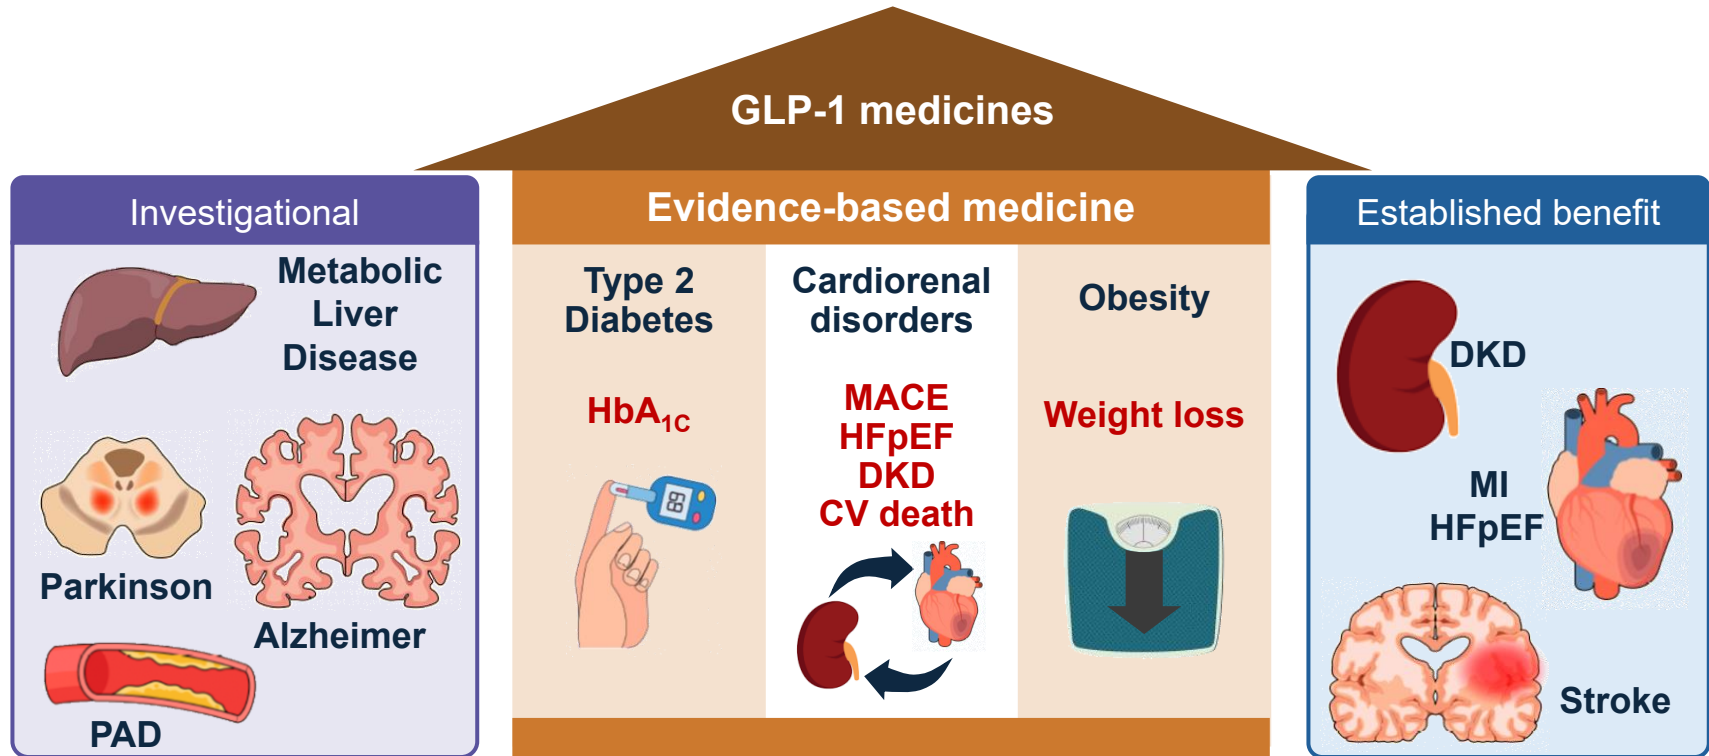 GLP-1 medicines
Investigational
Metabolic
Liver
Disease
Parkinson
Alzheimer
PAD
Evidence-based medicine
Type 2
Diabetes
HbA1C
89
Cardiorenal
disorders
MACE
HFpEF
DKD
CV death
Obesity
Weight loss
Established benefit
DKD
MI
HFpEF
Stroke